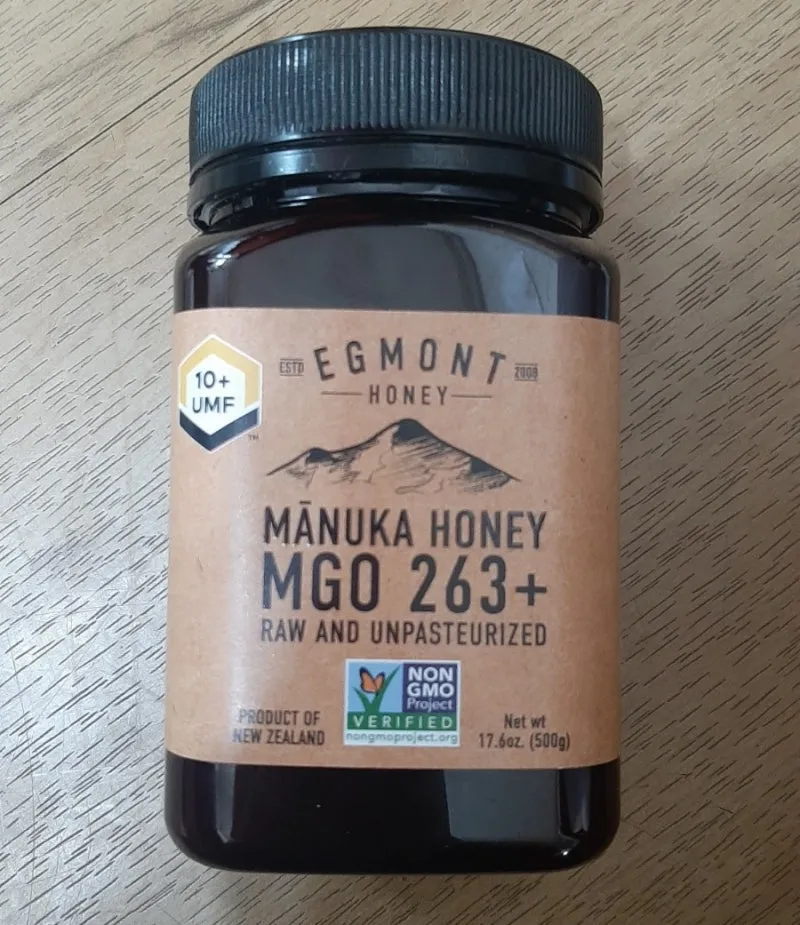 10+
UMF
™
ESTD EGMONT 2008
HONEY
MĀNUKA HONEY
MGO 263+
RAW AND UNPASTEURIZED
NON
GMO
Project
VERIFIED
nongmoproject.org
PRODUCT OF
NEW ZEALAND
Net wt
17.6oz. (500g)